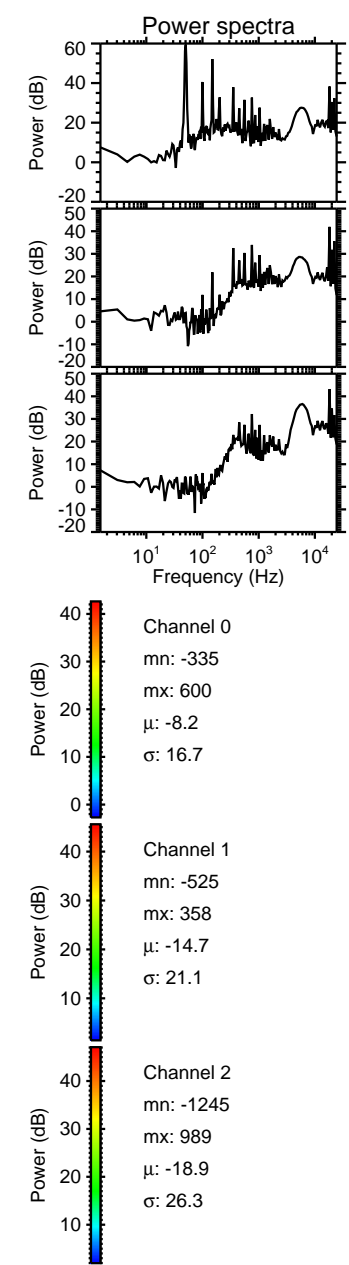 Power spectra
Power (dB)
60
40
20
0
-20
Power (dB)
50
40
30
20
10
0
-10
-20
Power (dB)
50
40
30
20
10
0
-10
-20
10¹ 10² 10³ 10⁴
Frequency (Hz)
Power (dB)
40
30
20
10
0
Channel 0
mn: -335
mx: 600
μ: -8.2
σ: 16.7
Power (dB)
40
30
20
10
Channel 1
mn: -525
mx: 358
μ: -14.7
σ: 21.1
Power (dB)
40
30
20
10
Channel 2
mn: -1245
mx: 989
μ: -18.9
σ: 26.3